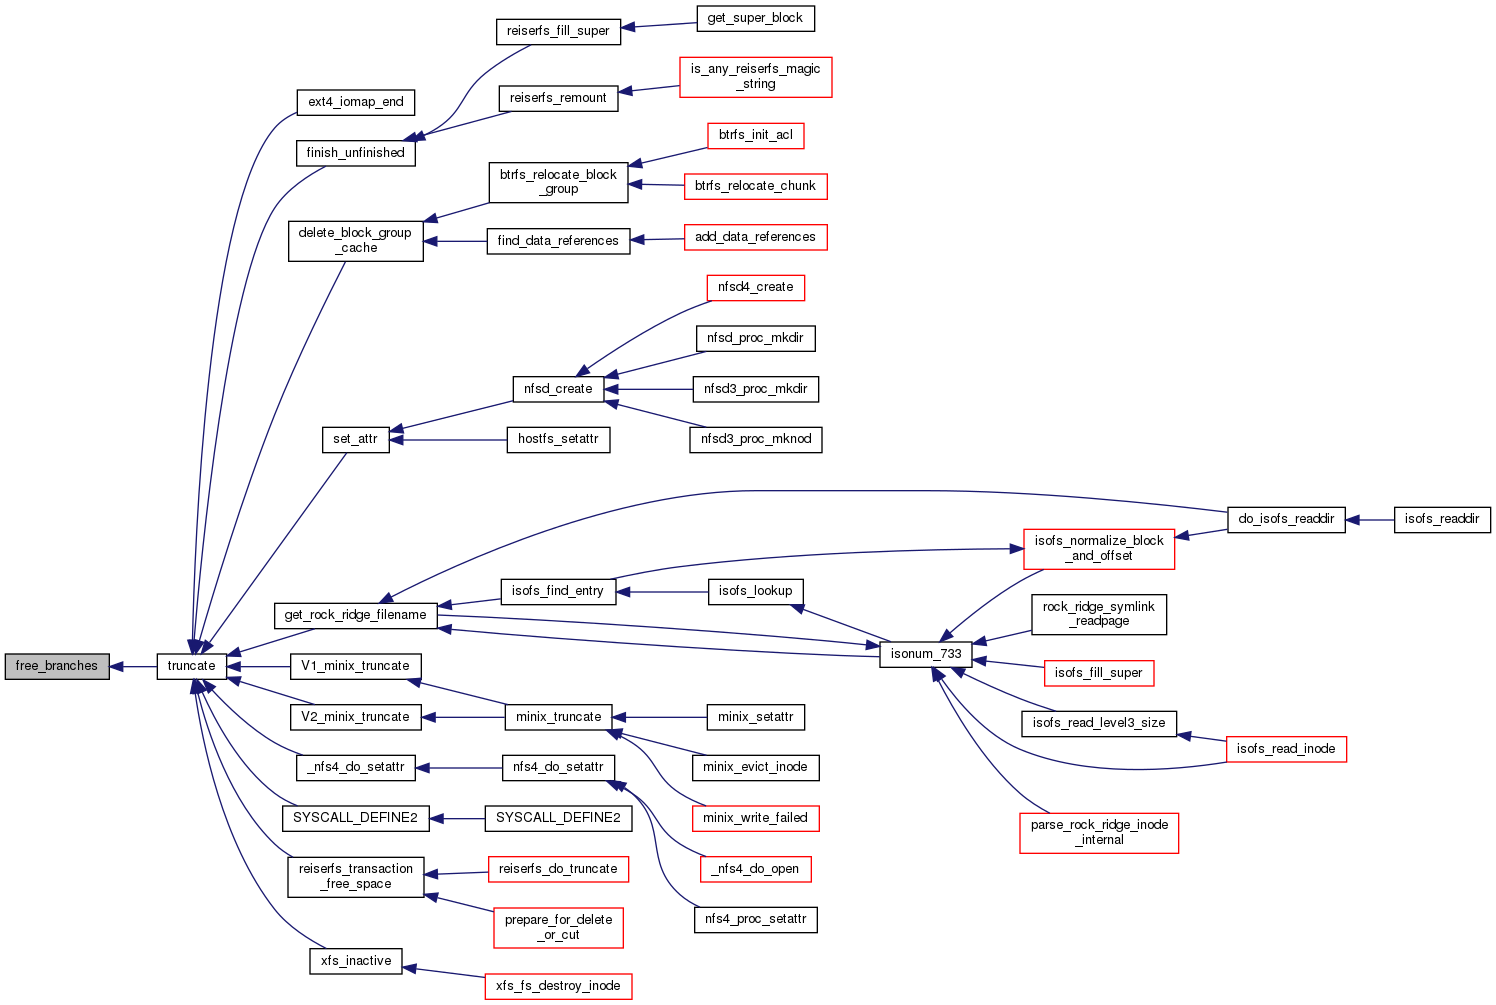 get_super_block
reiserfs_fill_super
is_any_reiserfs_magic
_string
reiserfs_remount
ext4_iomap_end
finish_unfinished
btrfs_init_acl
btrfs_relocate_block
_group
btrfs_relocate_chunk
delete_block_group
_cache
find_data_references
add_data_references
nfsd4_create
nfsd_proc_mkdir
nfsd_create
nfsd3_proc_mkdir
set_attr
hostfs_setattr
nfsd3_proc_mknod
do_isofs_readdir
isofs_readdir
isofs_normalize_block
_and_offset
isofs_find_entry
isofs_lookup
get_rock_ridge_filename
rock_ridge_symlink
_readpage
isonum_733
free_branches
truncate
V1_minix_truncate
isofs_fill_super
V2_minix_truncate
minix_truncate
minix_setattr
isofs_read_level3_size
isofs_read_inode
_nfs4_do_setattr
nfs4_do_setattr
minix_evict_inode
SYSCALL_DEFINE2
SYSCALL_DEFINE2
minix_write_failed
parse_rock_ridge_inode
_internal
reiserfs_transaction
_free_space
reiserfs_do_truncate
_nfs4_do_open
prepare_for_delete
_or_cut
nfs4_proc_setattr
xfs_inactive
xfs_fs_destroy_inode